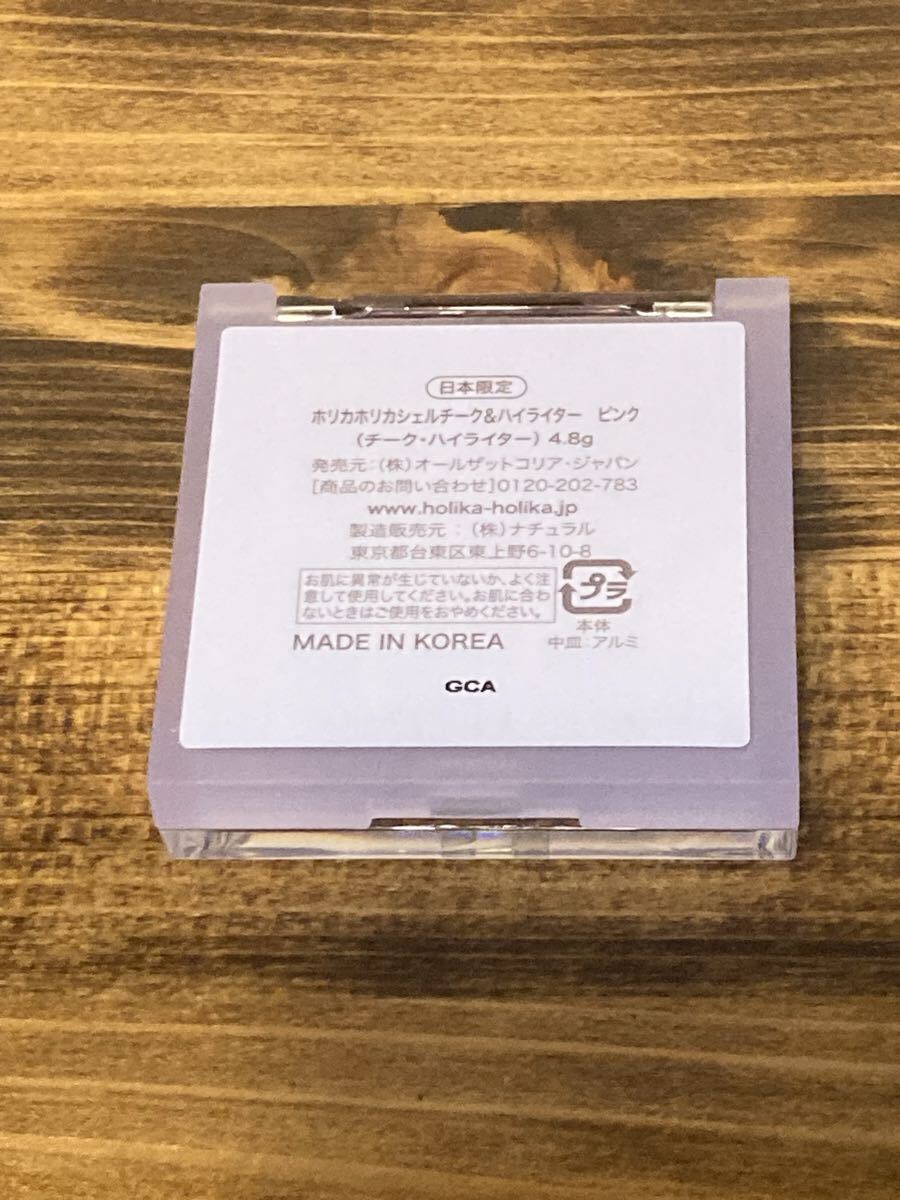 日本限定
ホリカホリカシェルチーク&ハイライター ピンク
(チーク・ハイライター) 4.8g
発売元:(株)オールザットコリア・ジャパン
[商品のお問い合わせ]0120-202-783
www.holika-holika.jp
製造販売元:(株)ナチュラル
東京都台東区東上野6-10-8
お肌に異常が生じていないか、よく注
意して使用してください。お肌に合わ
ないときはご使用をおやめください。
プラ
本体
中皿:アルミ
MADE IN KOREA
GCA